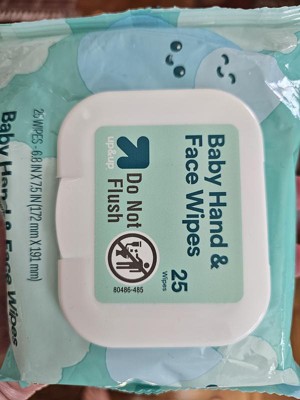 Baby Hand &
Face Wipes
25
Wipes
up&up
Do Not
Flush
80486-485
25 WIPES - 6.8 IN X 7.5 IN (172 mm X 191 mm)
Baby Hand & Face Wipes